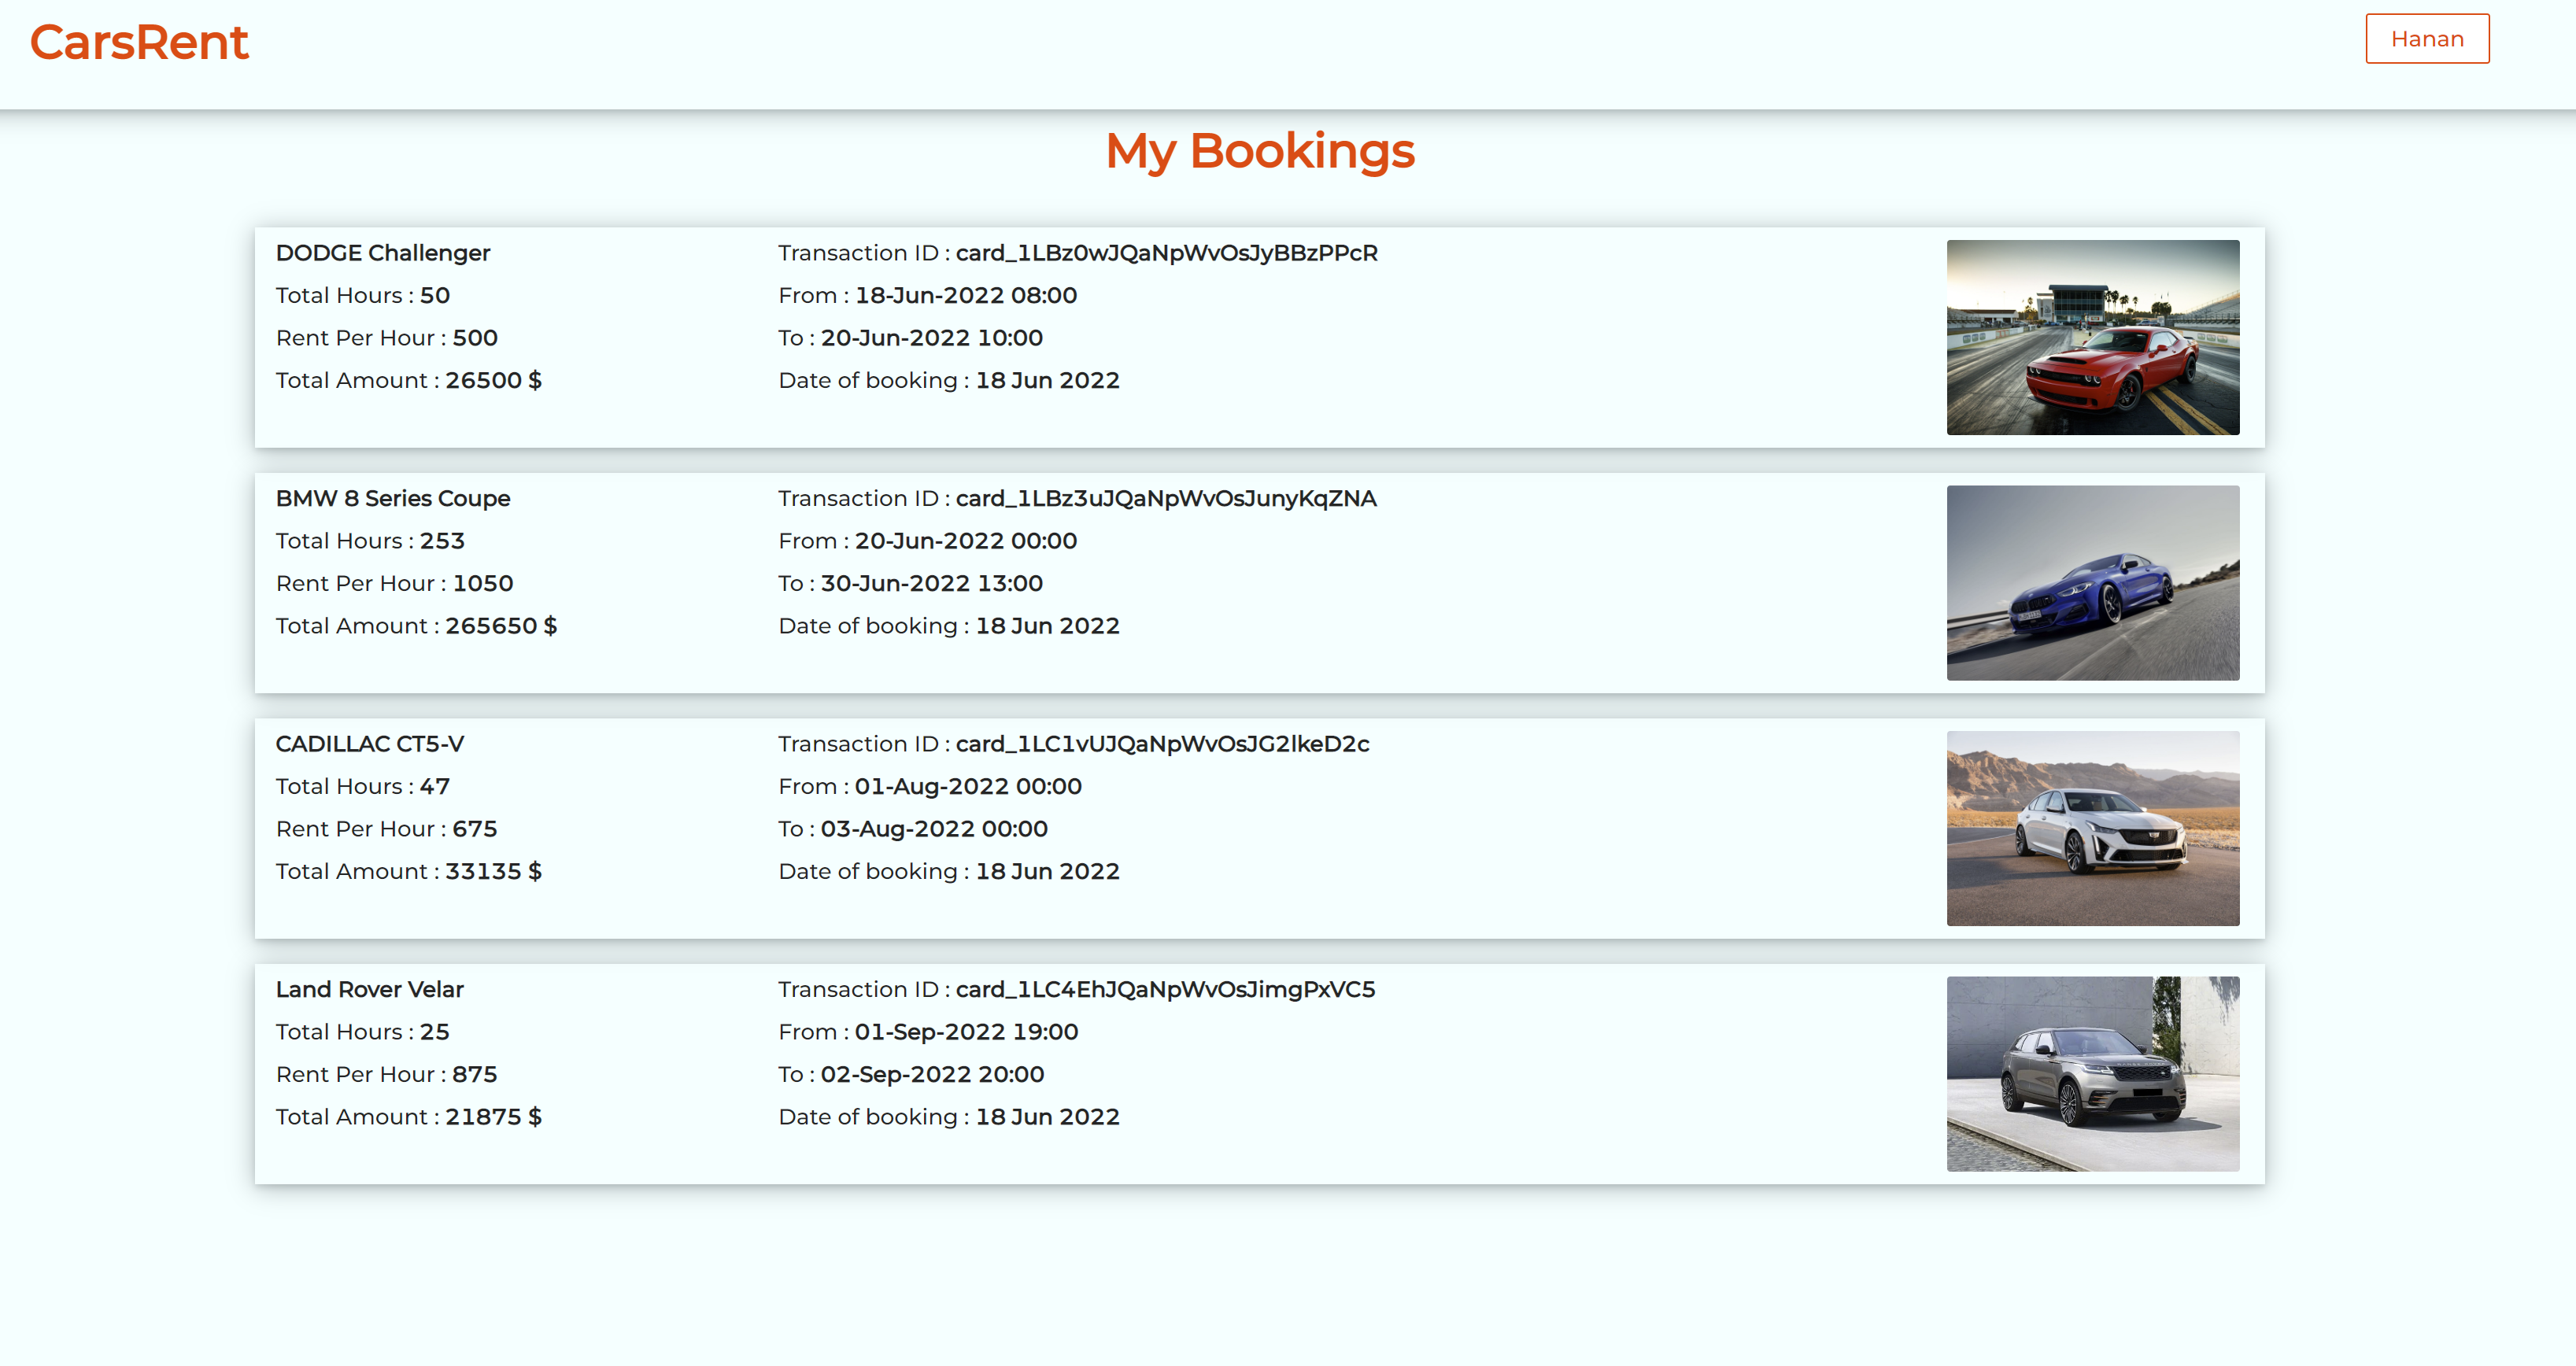 CarsRent
Hanan
My Bookings
DODGE Challenger
Total Hours : 50
Rent Per Hour : 500
Total Amount : 26500 $
Transaction ID : card_1LBz0wJQaNpWvOsJyBBzPPcR
From : 18-Jun-2022 08:00
To : 20-Jun-2022 10:00
Date of booking : 18 Jun 2022
BMW 8 Series Coupe
Total Hours : 253
Rent Per Hour : 1050
Total Amount : 265650 $
Transaction ID : card_1LBz3uJQaNpWvOsJunyKqZNA
From : 20-Jun-2022 00:00
To : 30-Jun-2022 13:00
Date of booking : 18 Jun 2022
CADILLAC CT5-V
Total Hours : 47
Rent Per Hour : 675
Total Amount : 33135 $
Transaction ID : card_1LC1vUJQaNpWvOsJG2lkeD2c
From : 01-Aug-2022 00:00
To : 03-Aug-2022 00:00
Date of booking : 18 Jun 2022
Land Rover Velar
Total Hours : 25
Rent Per Hour : 875
Total Amount : 21875 $
Transaction ID : card_1LC4EhJQaNpWvOsJimgPxVC5
From : 01-Sep-2022 19:00
To : 02-Sep-2022 20:00
Date of booking : 18 Jun 2022